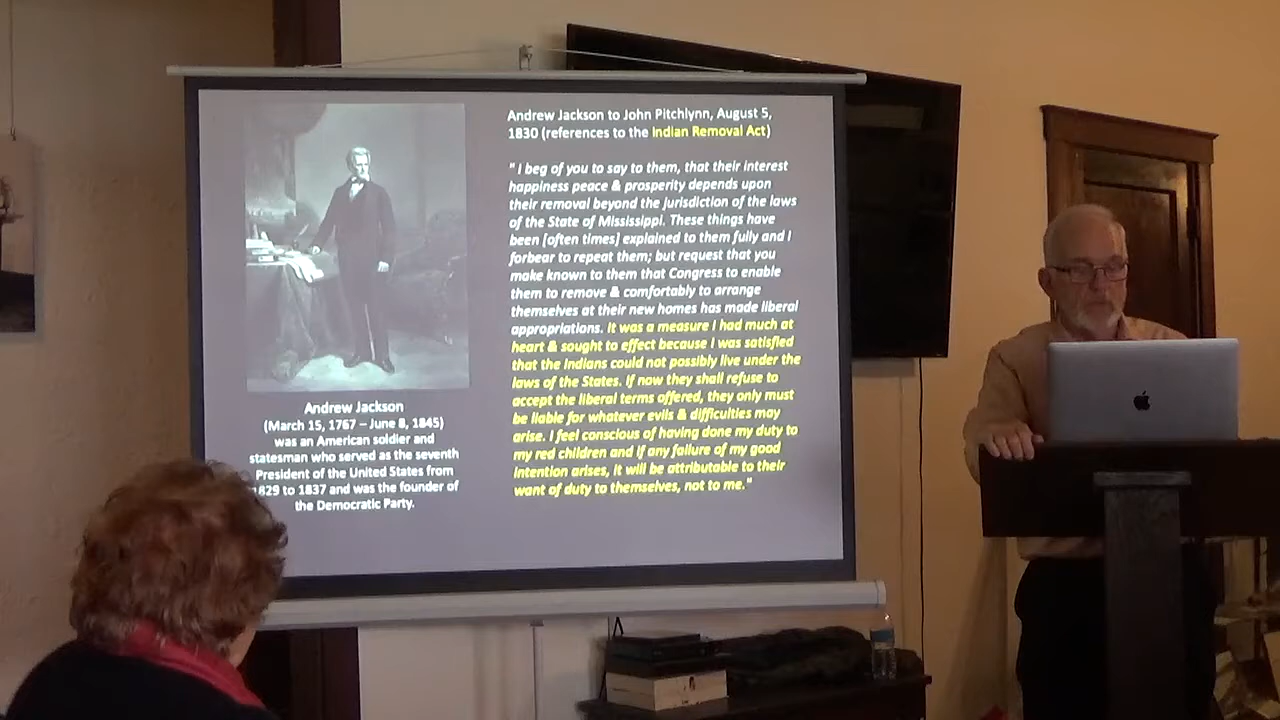 Andrew Jackson to John Pitchlynn, August 5,
1830 (references to the Indian Removal Act)
" I beg of you to say to them, that their interest
happiness peace & prosperity depends upon
their removal beyond the jurisdiction of the laws
of the State of Mississippi. These things have
been [often times] explained to them fully and I
forbear to repeat them; but request that you
make known to them that Congress to enable
them to remove & comfortably to arrange
themselves at their new homes has made liberal
appropriations. It was a measure I had much at
heart & sought to effect because I was satisfied
that the Indians could not possibly live under the
laws of the States. If now they shall refuse to
accept the liberal terms offered, they only must
be liable for whatever evils & difficulties may
arise. I feel conscious of having done my duty to
my red children and if any failure of my good
intention arises, it will be attributable to their
want of duty to themselves, not to me."
Andrew Jackson
(March 15, 1767 – June 8, 1845)
was an American soldier and
statesman who served as the seventh
President of the United States from
1829 to 1837 and was the founder of
the Democratic Party.